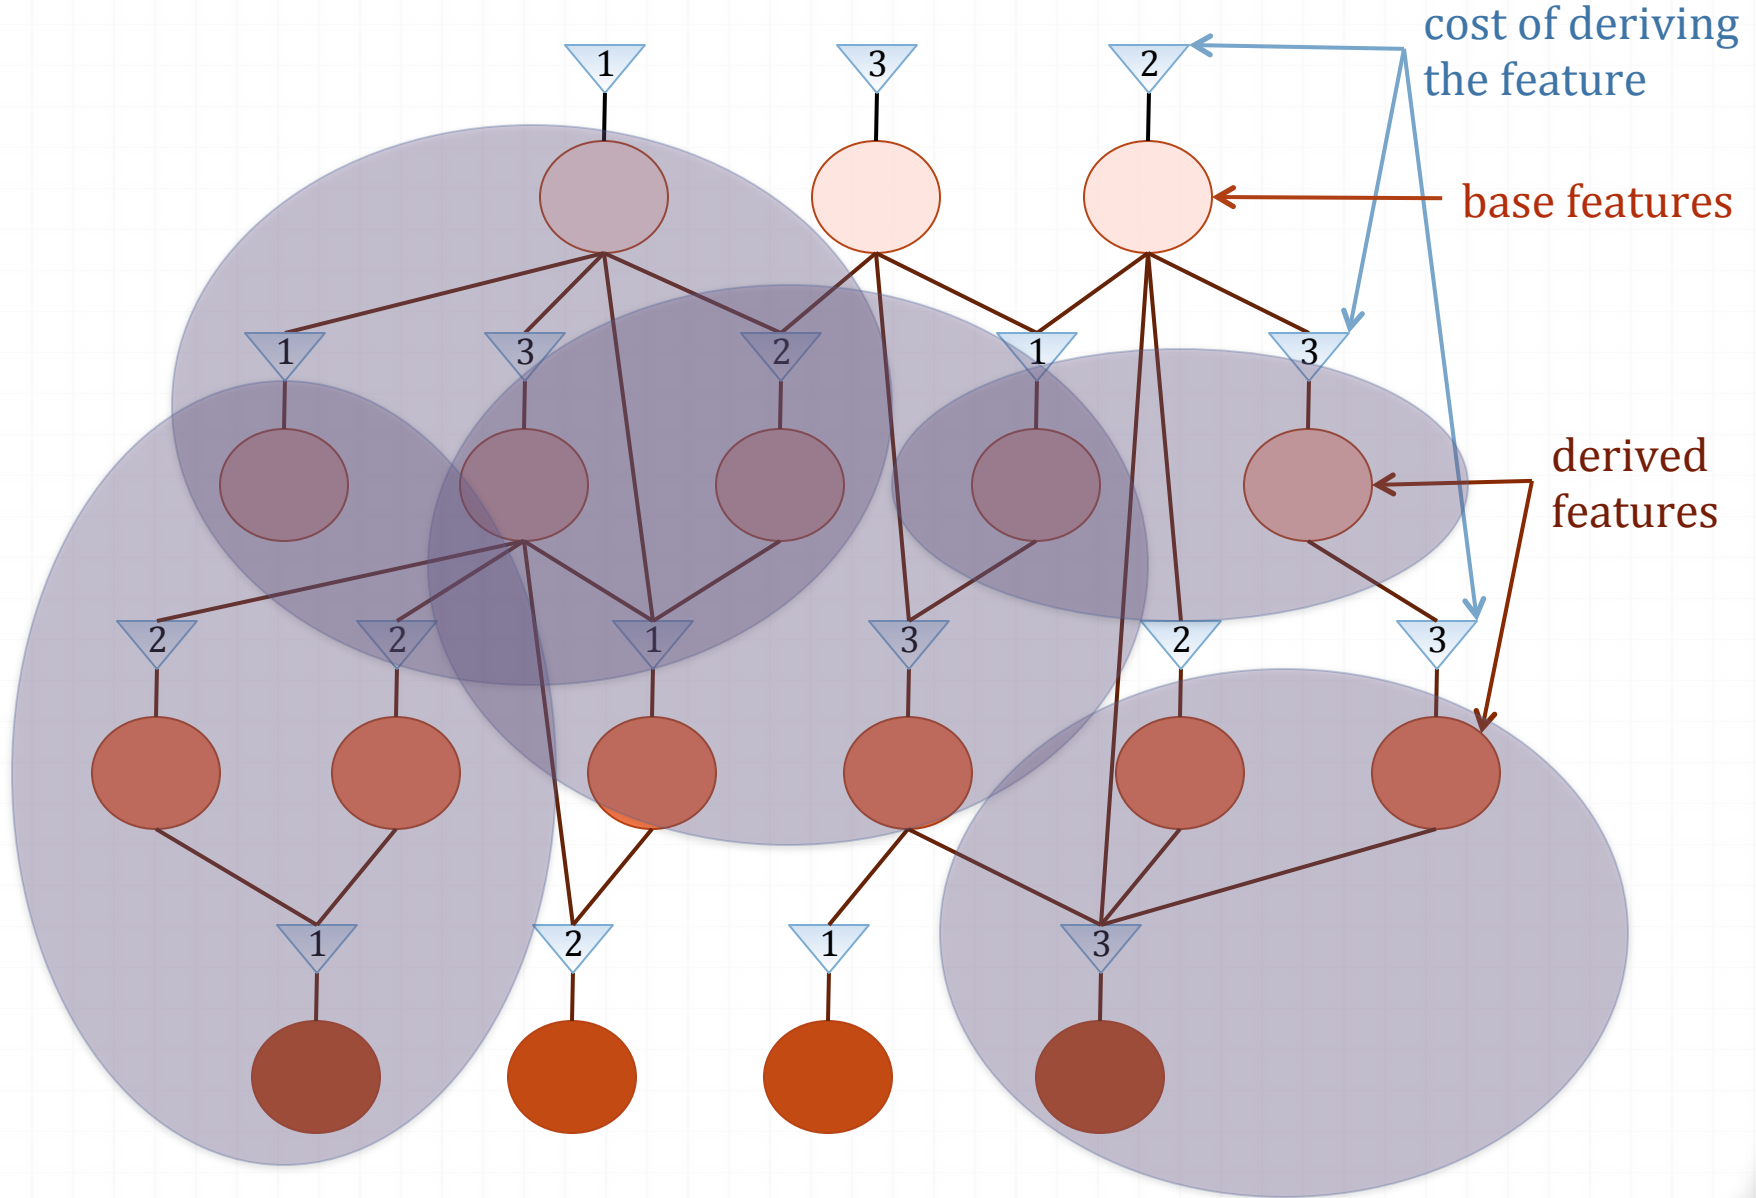 cost of deriving
the feature
1 3 2
base features
1 3 2 1 3
derived
features
2 2 1 3 2 3
1 2 1 3